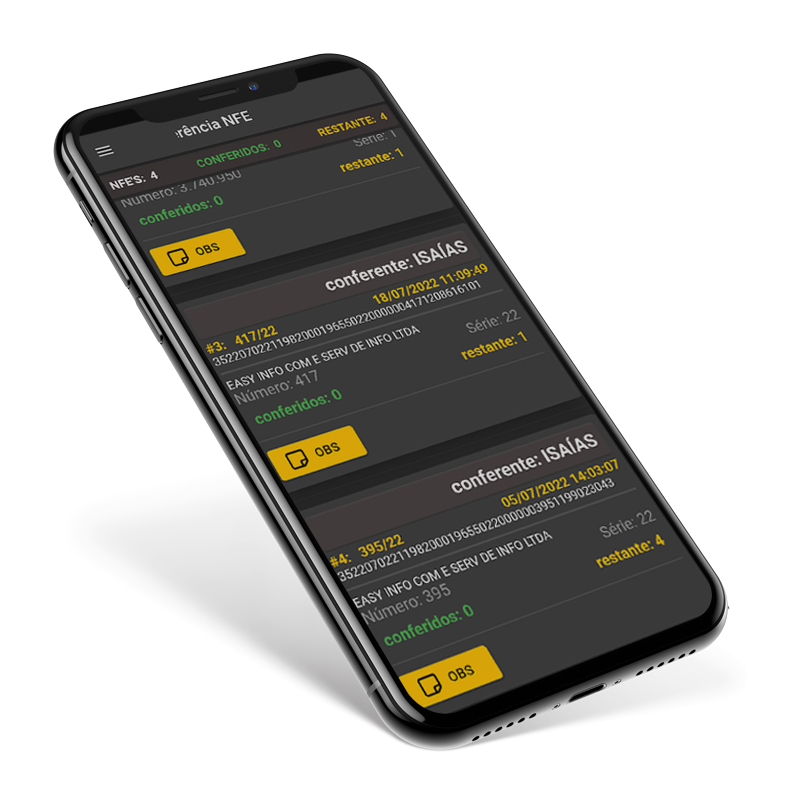 rência NFE
NFE'S: 4 CONFERIDOS: 0 RESTANTE: 4
Número: 3.740.950 Série: 1
conferidos: 0 restante: 1
OBS
conferente: ISAÍAS
#3: 417/22 18/07/2022 11:09:49
35220702211982000196550220000004171208616101
EASY INFO COM E SERV DE INFO LTDA
Número: 417 Série: 22
conferidos: 0 restante: 1
OBS
conferente: ISAÍAS
#4: 395/22 05/07/2022 14:03:07
35220702211982000196550220000003951199023043
EASY INFO COM E SERV DE INFO LTDA
Número: 395 Série: 22
conferidos: 0 restante: 4
OBS